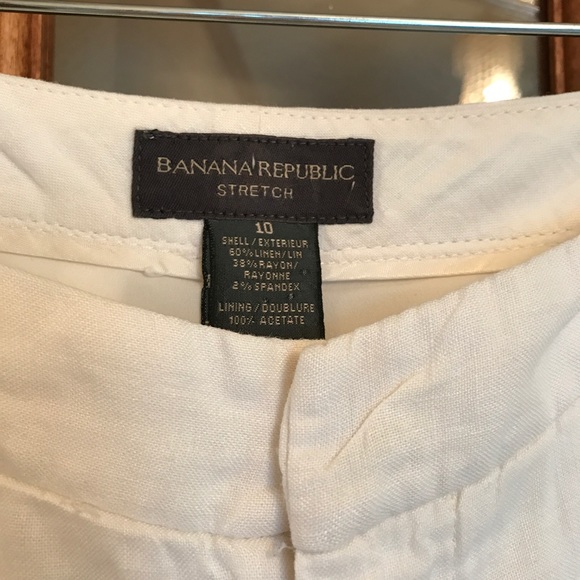 BANANA REPUBLIC
STRETCH
10
SHELL/EXTERIEUR
60% LINEN/LIN
38% RAYON/
RAYONNE
2% SPANDEX
LINING/DOUBLURE
100% ACETATE